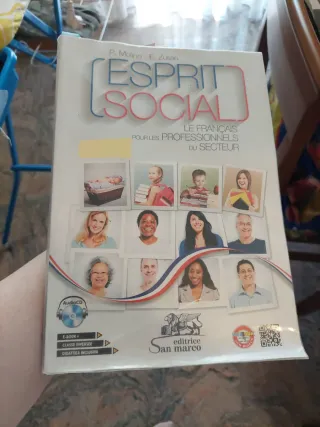 ESPRIT
SOCIAL
LE FRANÇAIS
POUR LES PROFESSIONNELS
DU SECTEUR
editrice
San marco